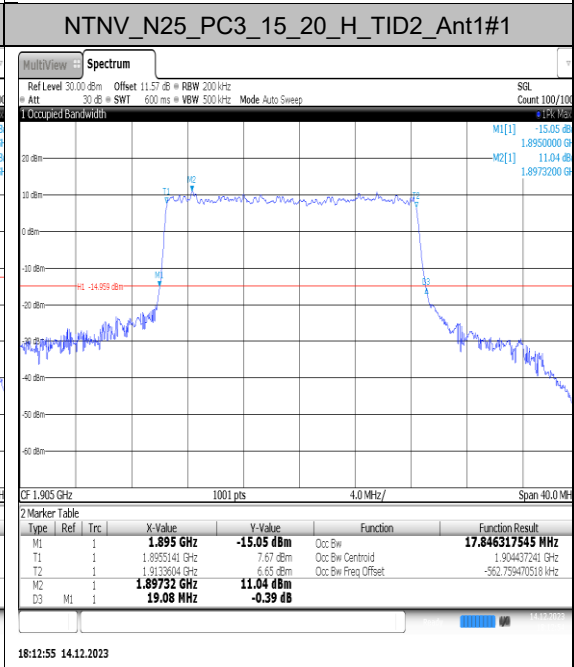 NTNV_N25_PC3_15_20_H_TID2_Ant1#1
MultiView Spectrum
Ref Level 30.00 dBm Offset 11.57 dB RBW 200 kHz SGL
Att 30 dB SWT 600 ms VBW 500 kHz Mode Auto Sweep Count 100/100
1 Occupied Bandwidth 1Pk Max
M1[1] -15.05 dB
1.8950000 GH
M2[1] 11.04 dB
1.8973200 GH
20 dBm
M2
T1 T2
10 dBm
0 dBm
-10 dBm
M1
H1 -14.959 dBm D3
-20 dBm
-30 dBm
-40 dBm
-50 dBm
-60 dBm
CF 1.905 GHz 1001 pts 4.0 MHz/ Span 40.0 MH
2 Marker Table
Type Ref Trc X-Value Y-Value Function Function Result
M1 1 1.895 GHz -15.05 dBm Occ Bw 17.846317545 MHz
T1 1 1.8955141 GHz 7.67 dBm Occ Bw Centroid 1.904437241 GHz
T2 1 1.9133604 GHz 6.65 dBm Occ Bw Freq Offset -562.759470518 kHz
M2 1 1.89732 GHz 11.04 dBm
D3 M1 1 19.08 MHz -0.39 dB
18:12:55 14.12.2023